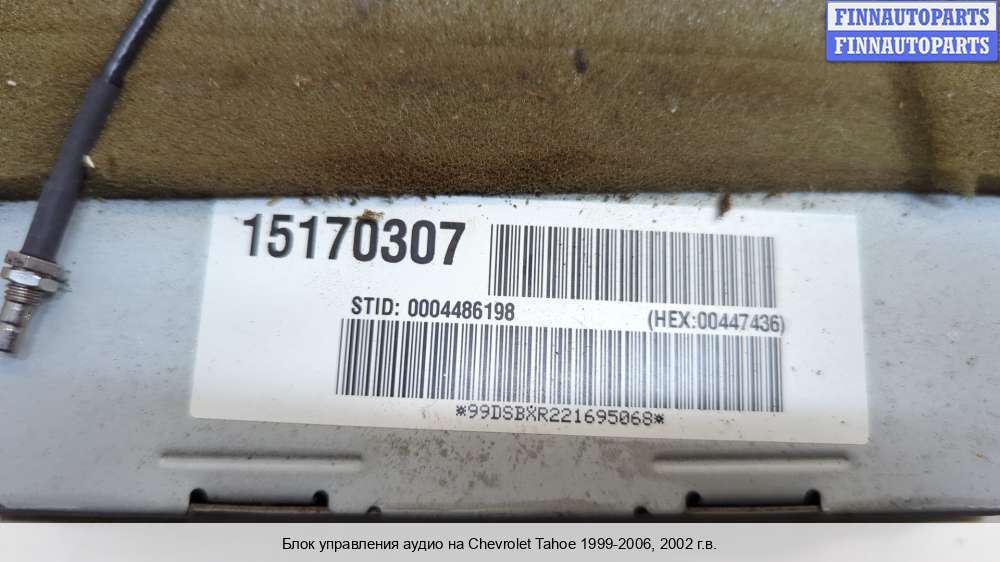 FINNAUTOPARTS
FINNAUTOPARTS
15170307
STID: 0004486198
(HEX:00447436)
*99DSBXR221695068*
Блок управления аудио на Chevrolet Tahoe 1999-2006, 2002 г.в.